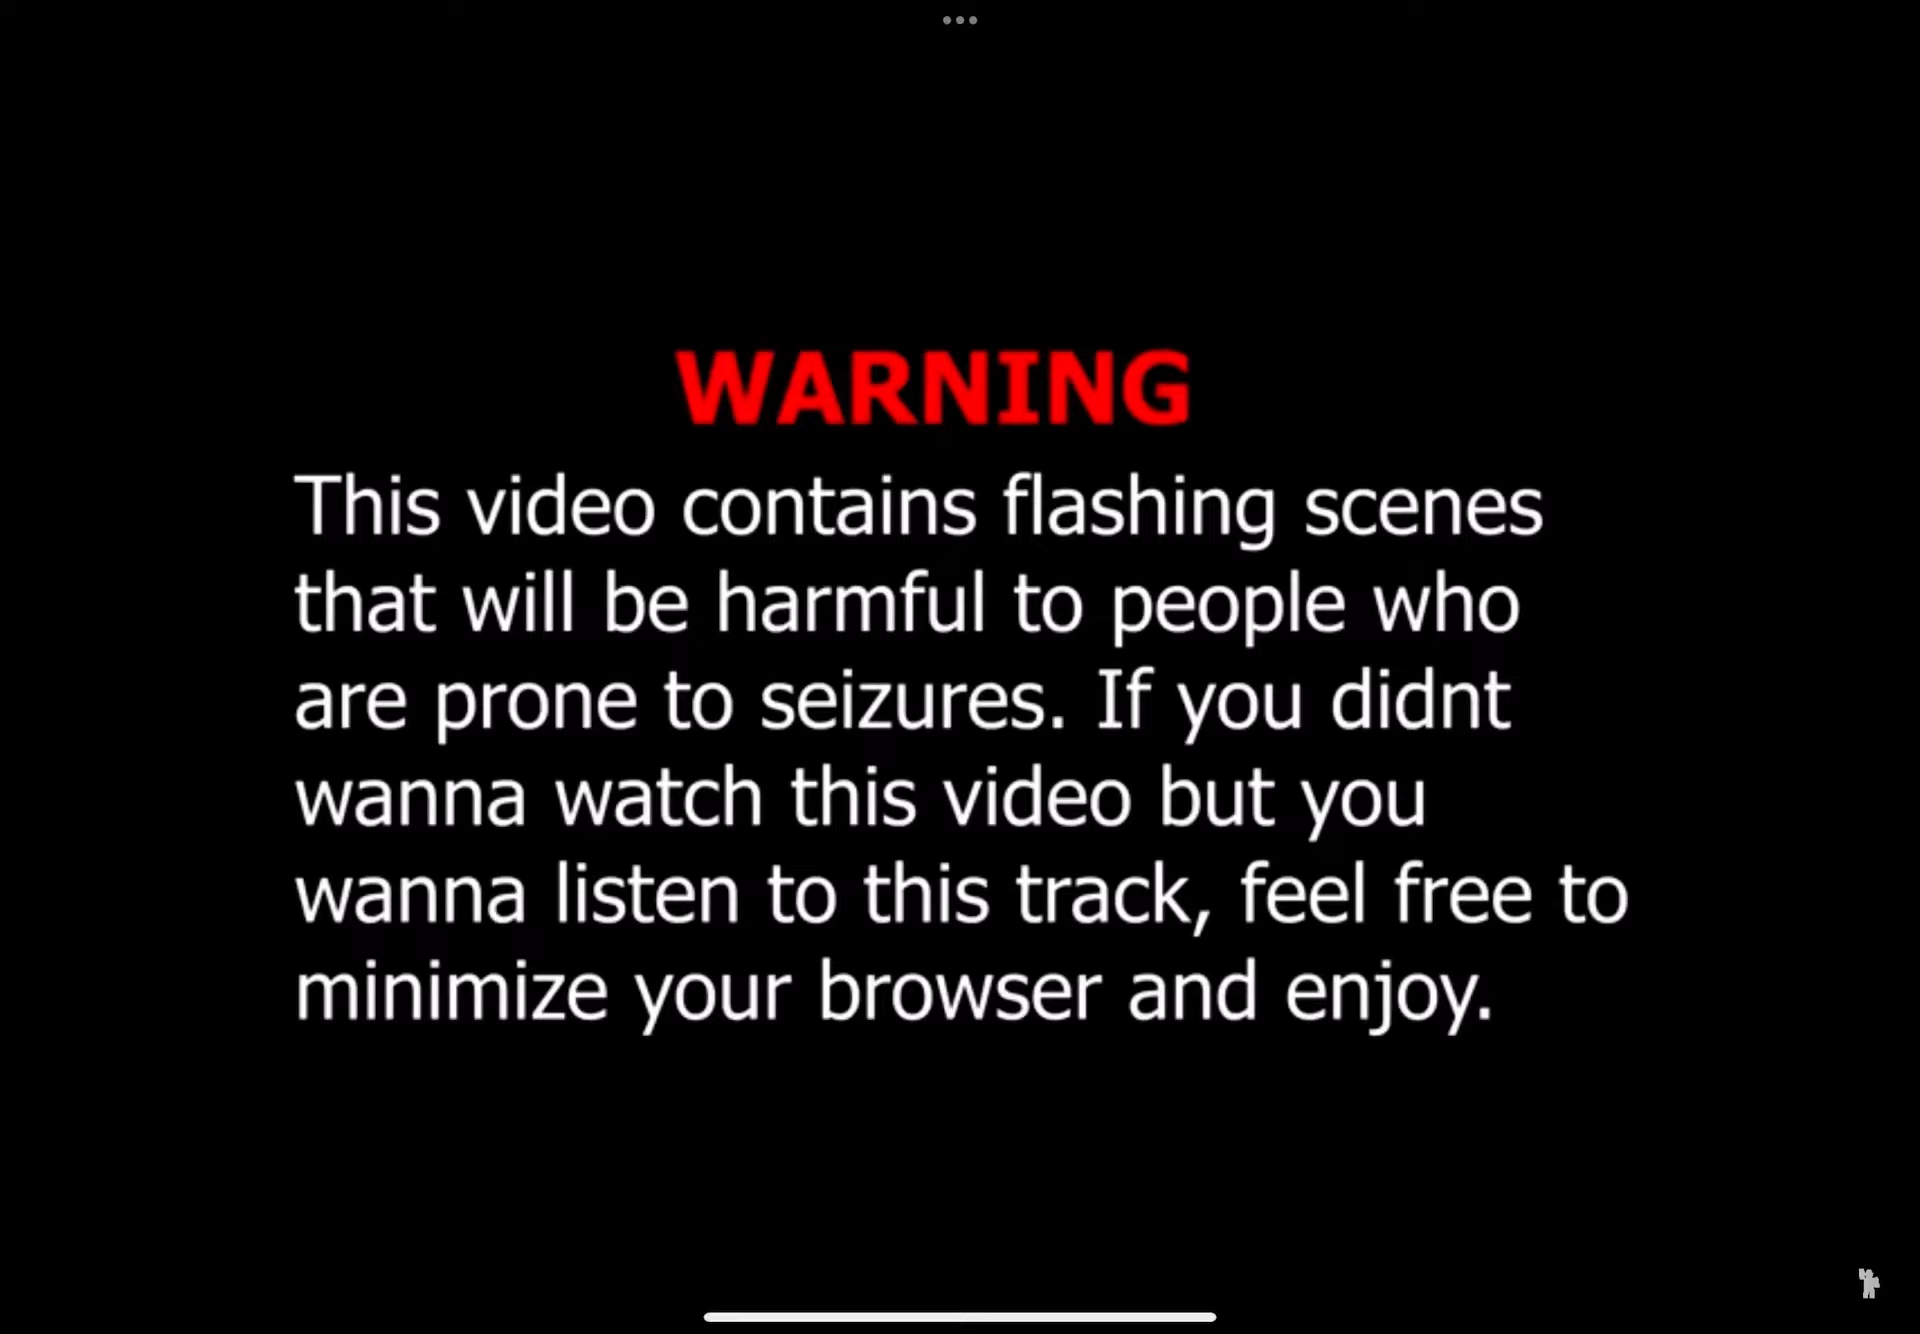 WARNING
This video contains flashing scenes
that will be harmful to people who
are prone to seizures. If you didnt
wanna watch this video but you
wanna listen to this track, feel free to
minimize your browser and enjoy.